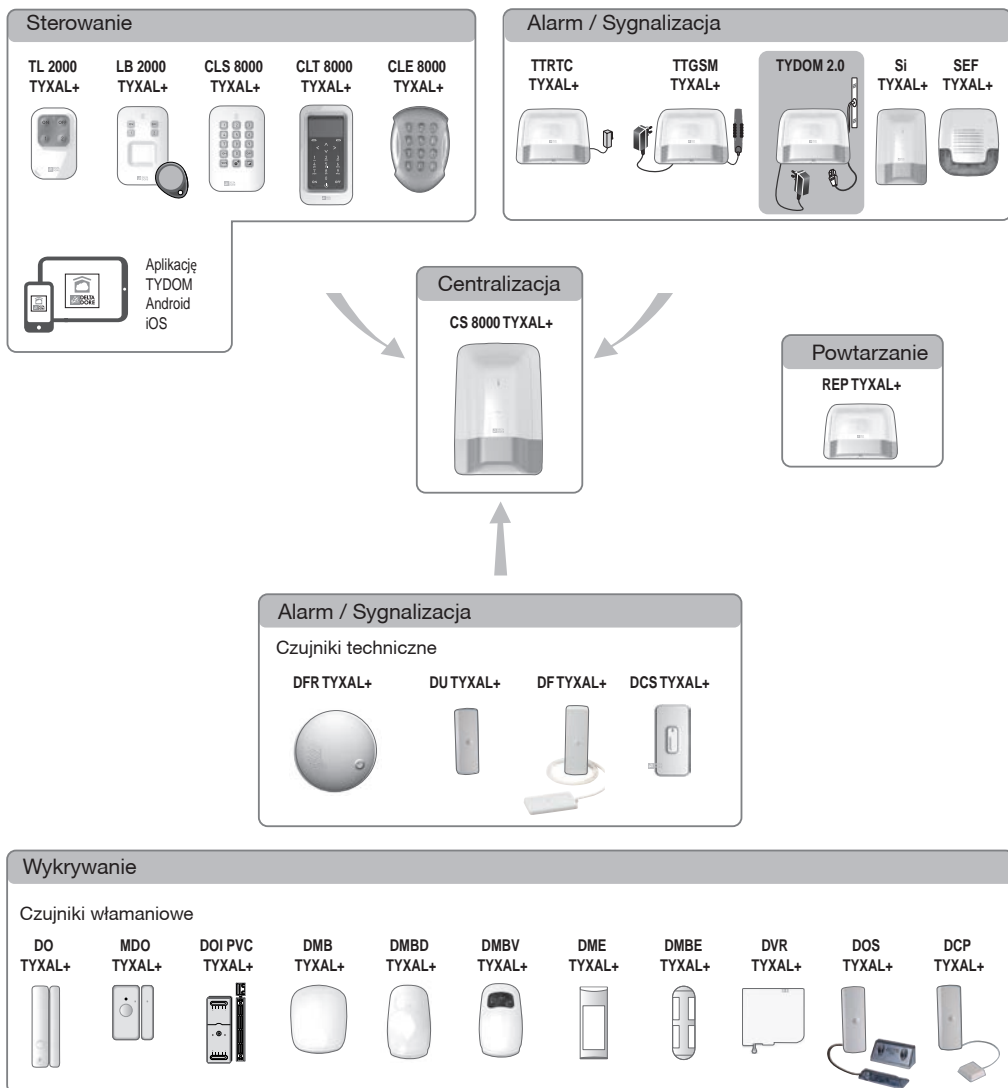 Sterowanie
TL 2000
TYXAL+
LB 2000
TYXAL+
CLS 8000
TYXAL+
CLT 8000
TYXAL+
CLE 8000
TYXAL+
Aplikację
TYDOM
Android
iOS
DELTA
DORE
Alarm / Sygnalizacja
TTRTC
TYXAL+
TTGSM
TYXAL+
TYDOM 2.0
Si
TYXAL+
SEF
TYXAL+
Centralizacja
CS 8000 TYXAL+
Powtarzanie
REP TYXAL+
Alarm / Sygnalizacja
Czujniki techniczne
DFR TYXAL+
DU TYXAL+
DF TYXAL+
DCS TYXAL+
Wykrywanie
Czujniki włamaniowe
DO
TYXAL+
MDO
TYXAL+
DOI PVC
TYXAL+
DMB
TYXAL+
DMBD
TYXAL+
DMBV
TYXAL+
DME
TYXAL+
DMBE
TYXAL+
DVR
TYXAL+
DOS
TYXAL+
DCP
TYXAL+